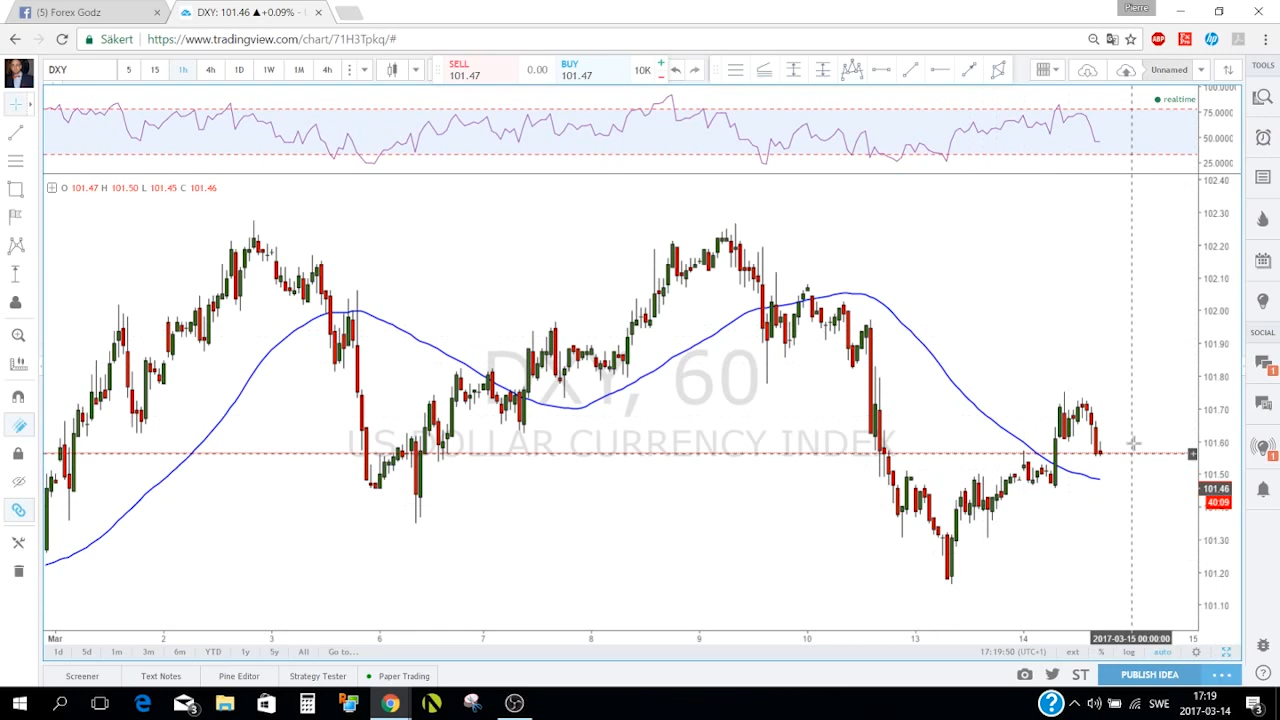 (5) Forex Godz
DXY: 101.46 ▲+0.09% -
Pierre
Säkert https://www.tradingview.com/chart/71H3Tpkq/#
DXY 5 15 1h 4h 1D 1W 1M 4h SELL 101.47 0.00 BUY 101.47 10K Unnamed TOOLS
realtime
100.0000
75.0000
50.0000
25.0000
O 101.47 H 101.50 L 101.45 C 101.46
102.40
102.30
102.20
102.10
102.00
101.90
101.80
101.70
101.60
101.50
101.46
40:09
101.30
101.20
101.10
DXY, 60
US DOLLAR CURRENCY INDEX
SOCIAL
1
1
Mar 2 3 6 7 8 9 10 13 14 2017-03-15 00:00:00 15
1d 5d 1m 3m 6m YTD 1y 5y All Go to... 17:19:50 (UTC+1) ext % log auto
Screener Text Notes Pine Editor Strategy Tester Paper Trading ST PUBLISH IDEA
3 SWE 17:19 3
2017-03-14